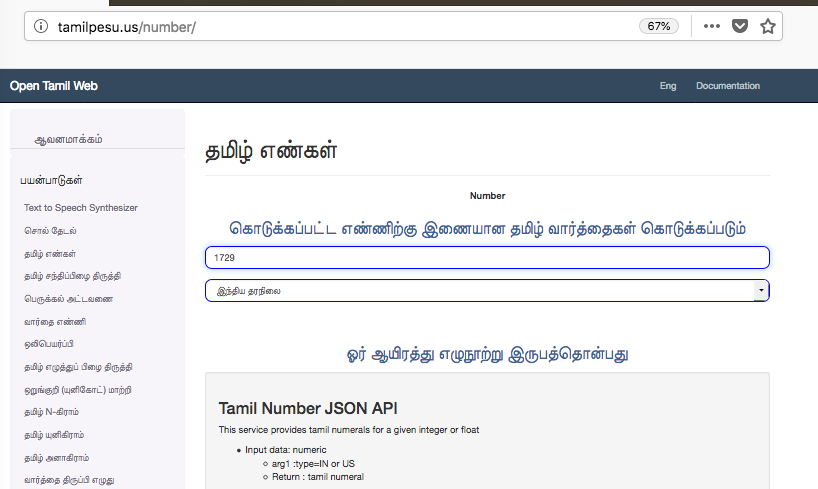 tamilpesu.us/number/
67%
Open Tamil Web
Eng
Documentation
ஆவனமாக்கம்
பயன்பாடுகள்
Text to Speech Synthesizer
சொல் தேடல்
தமிழ் எண்கள்
தமிழ் சந்திப்பிழை திருத்தி
பெருக்கல் அட்டவணை
வார்தை எண்ணி
ஒலிபெயர்ப்பி
தமிழ் எழுத்துப் பிழை திருத்தி
ஒறுங்குறி (யுனிகோட்) மாற்றி
தமிழ் N-கிராம்
தமிழ் யுனிகிராம்
தமிழ் அனாகிராம்
வார்த்தை திருப்பி எழுது
தமிழ் எண்கள்
Number
கொடுக்கப்பட்ட எண்ணிற்கு இணையான தமிழ் வார்த்தைகள் கொடுக்கப்படும்
1729
இந்திய தரநிலை
ஓர் ஆயிரத்து எழுநூற்று இருபத்தொன்பது
Tamil Number JSON API
This service provides tamil numerals for a given integer or float
Input data: numeric
arg1 :type=IN or US
Return : tamil numeral